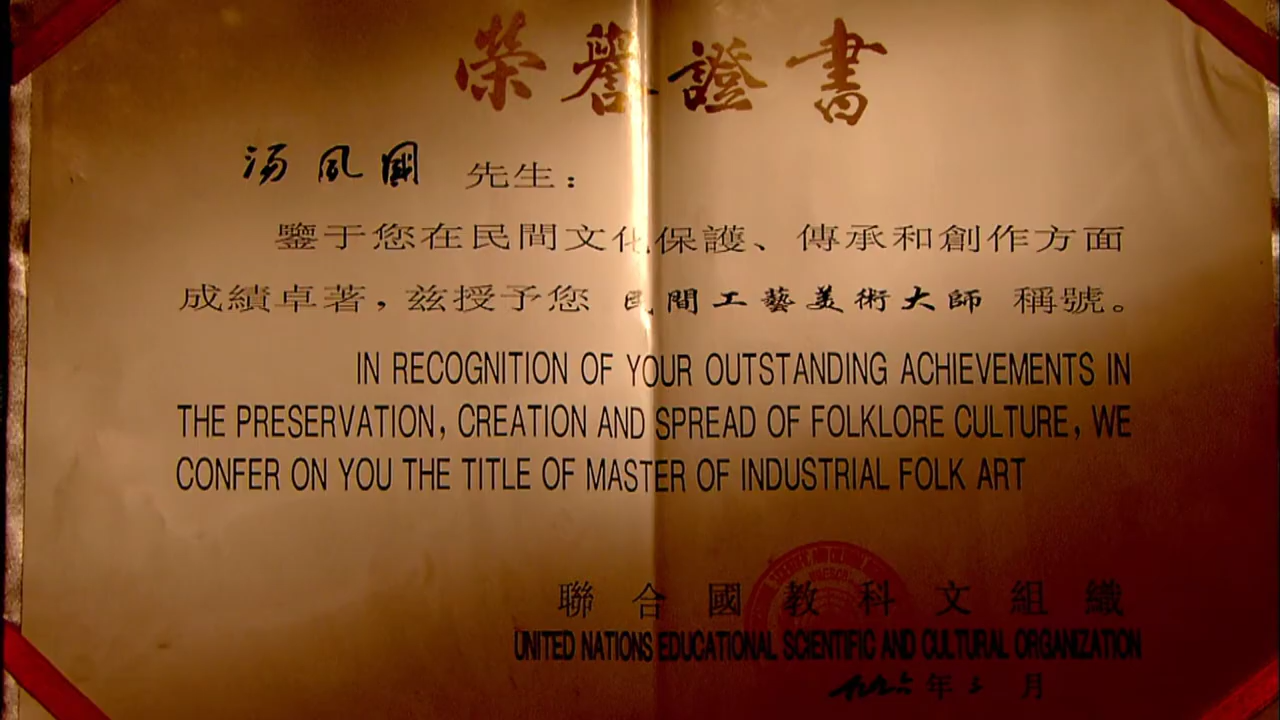 榮譽證書
汤風國 先生：
鑒于您在民間文化保護、傳承和創作方面
成績卓著，兹授予您 民間工藝美術大師 稱號。
IN RECOGNITION OF YOUR OUTSTANDING ACHIEVEMENTS IN
THE PRESERVATION, CREATION AND SPREAD OF FOLKLORE CULTURE, WE
CONFER ON YOU THE TITLE OF MASTER OF INDUSTRIAL FOLK ART
聯合國教科文組織
UNITED NATIONS EDUCATIONAL SCIENTIFIC AND CULTURAL ORGANIZATION
年 月